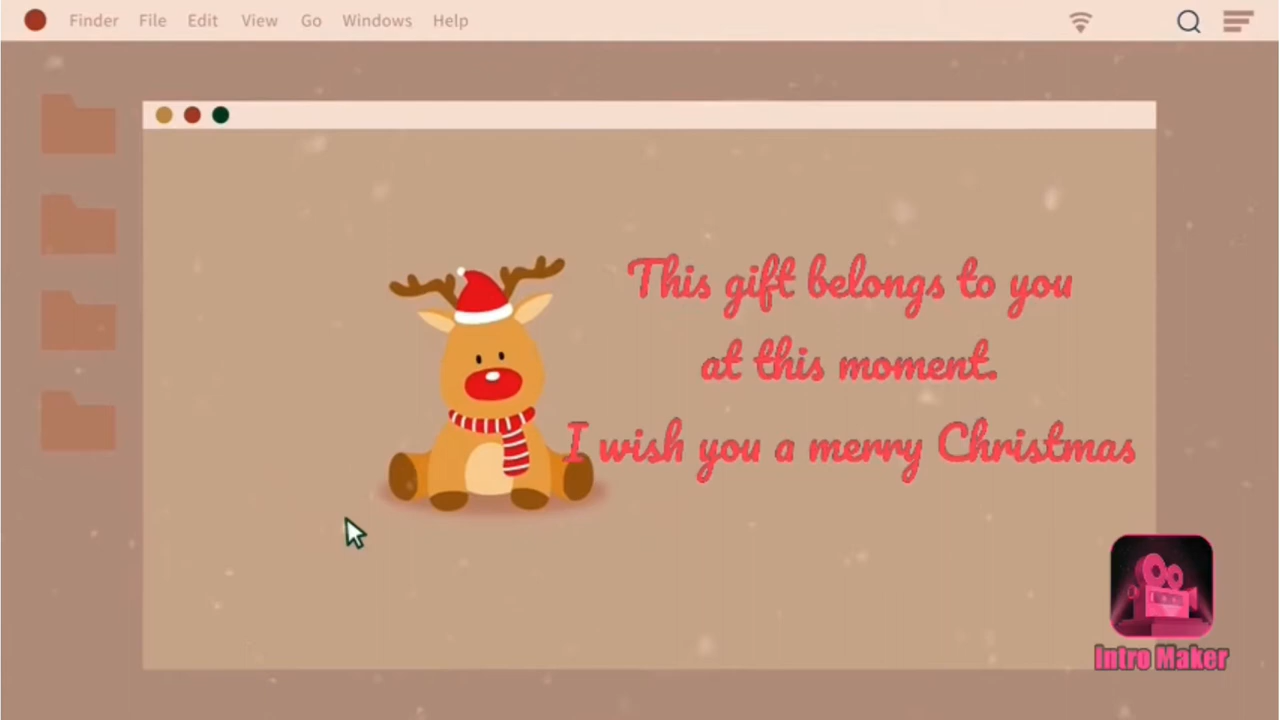 Finder File Edit View Go Windows Help
This gift belongs to you
at this moment.
I wish you a merry Christmas
Intro Maker